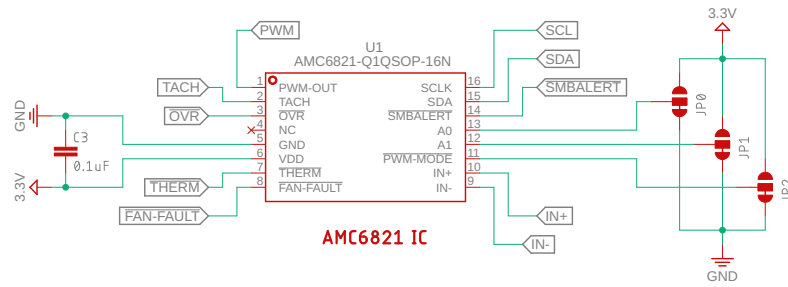 3.3V
PWM
U1
AMC6821-Q1QSOP-16N
SCL
SDA
SMBALERT
TACH
OVR
1 PWM-OUT SCLK 16
2 TACH SDA 15
3 OVR SMBALERT 14
4 NC A0 13
5 GND A1 12
6 VDD PWM-MODE 11
7 THERM IN+ 10
8 FAN-FAULT IN- 9
GND
C3
0.1uF
3.3V
THERM
FAN-FAULT
IN+
IN-
JP0
JP1
JP2
AMC6821 IC
GND